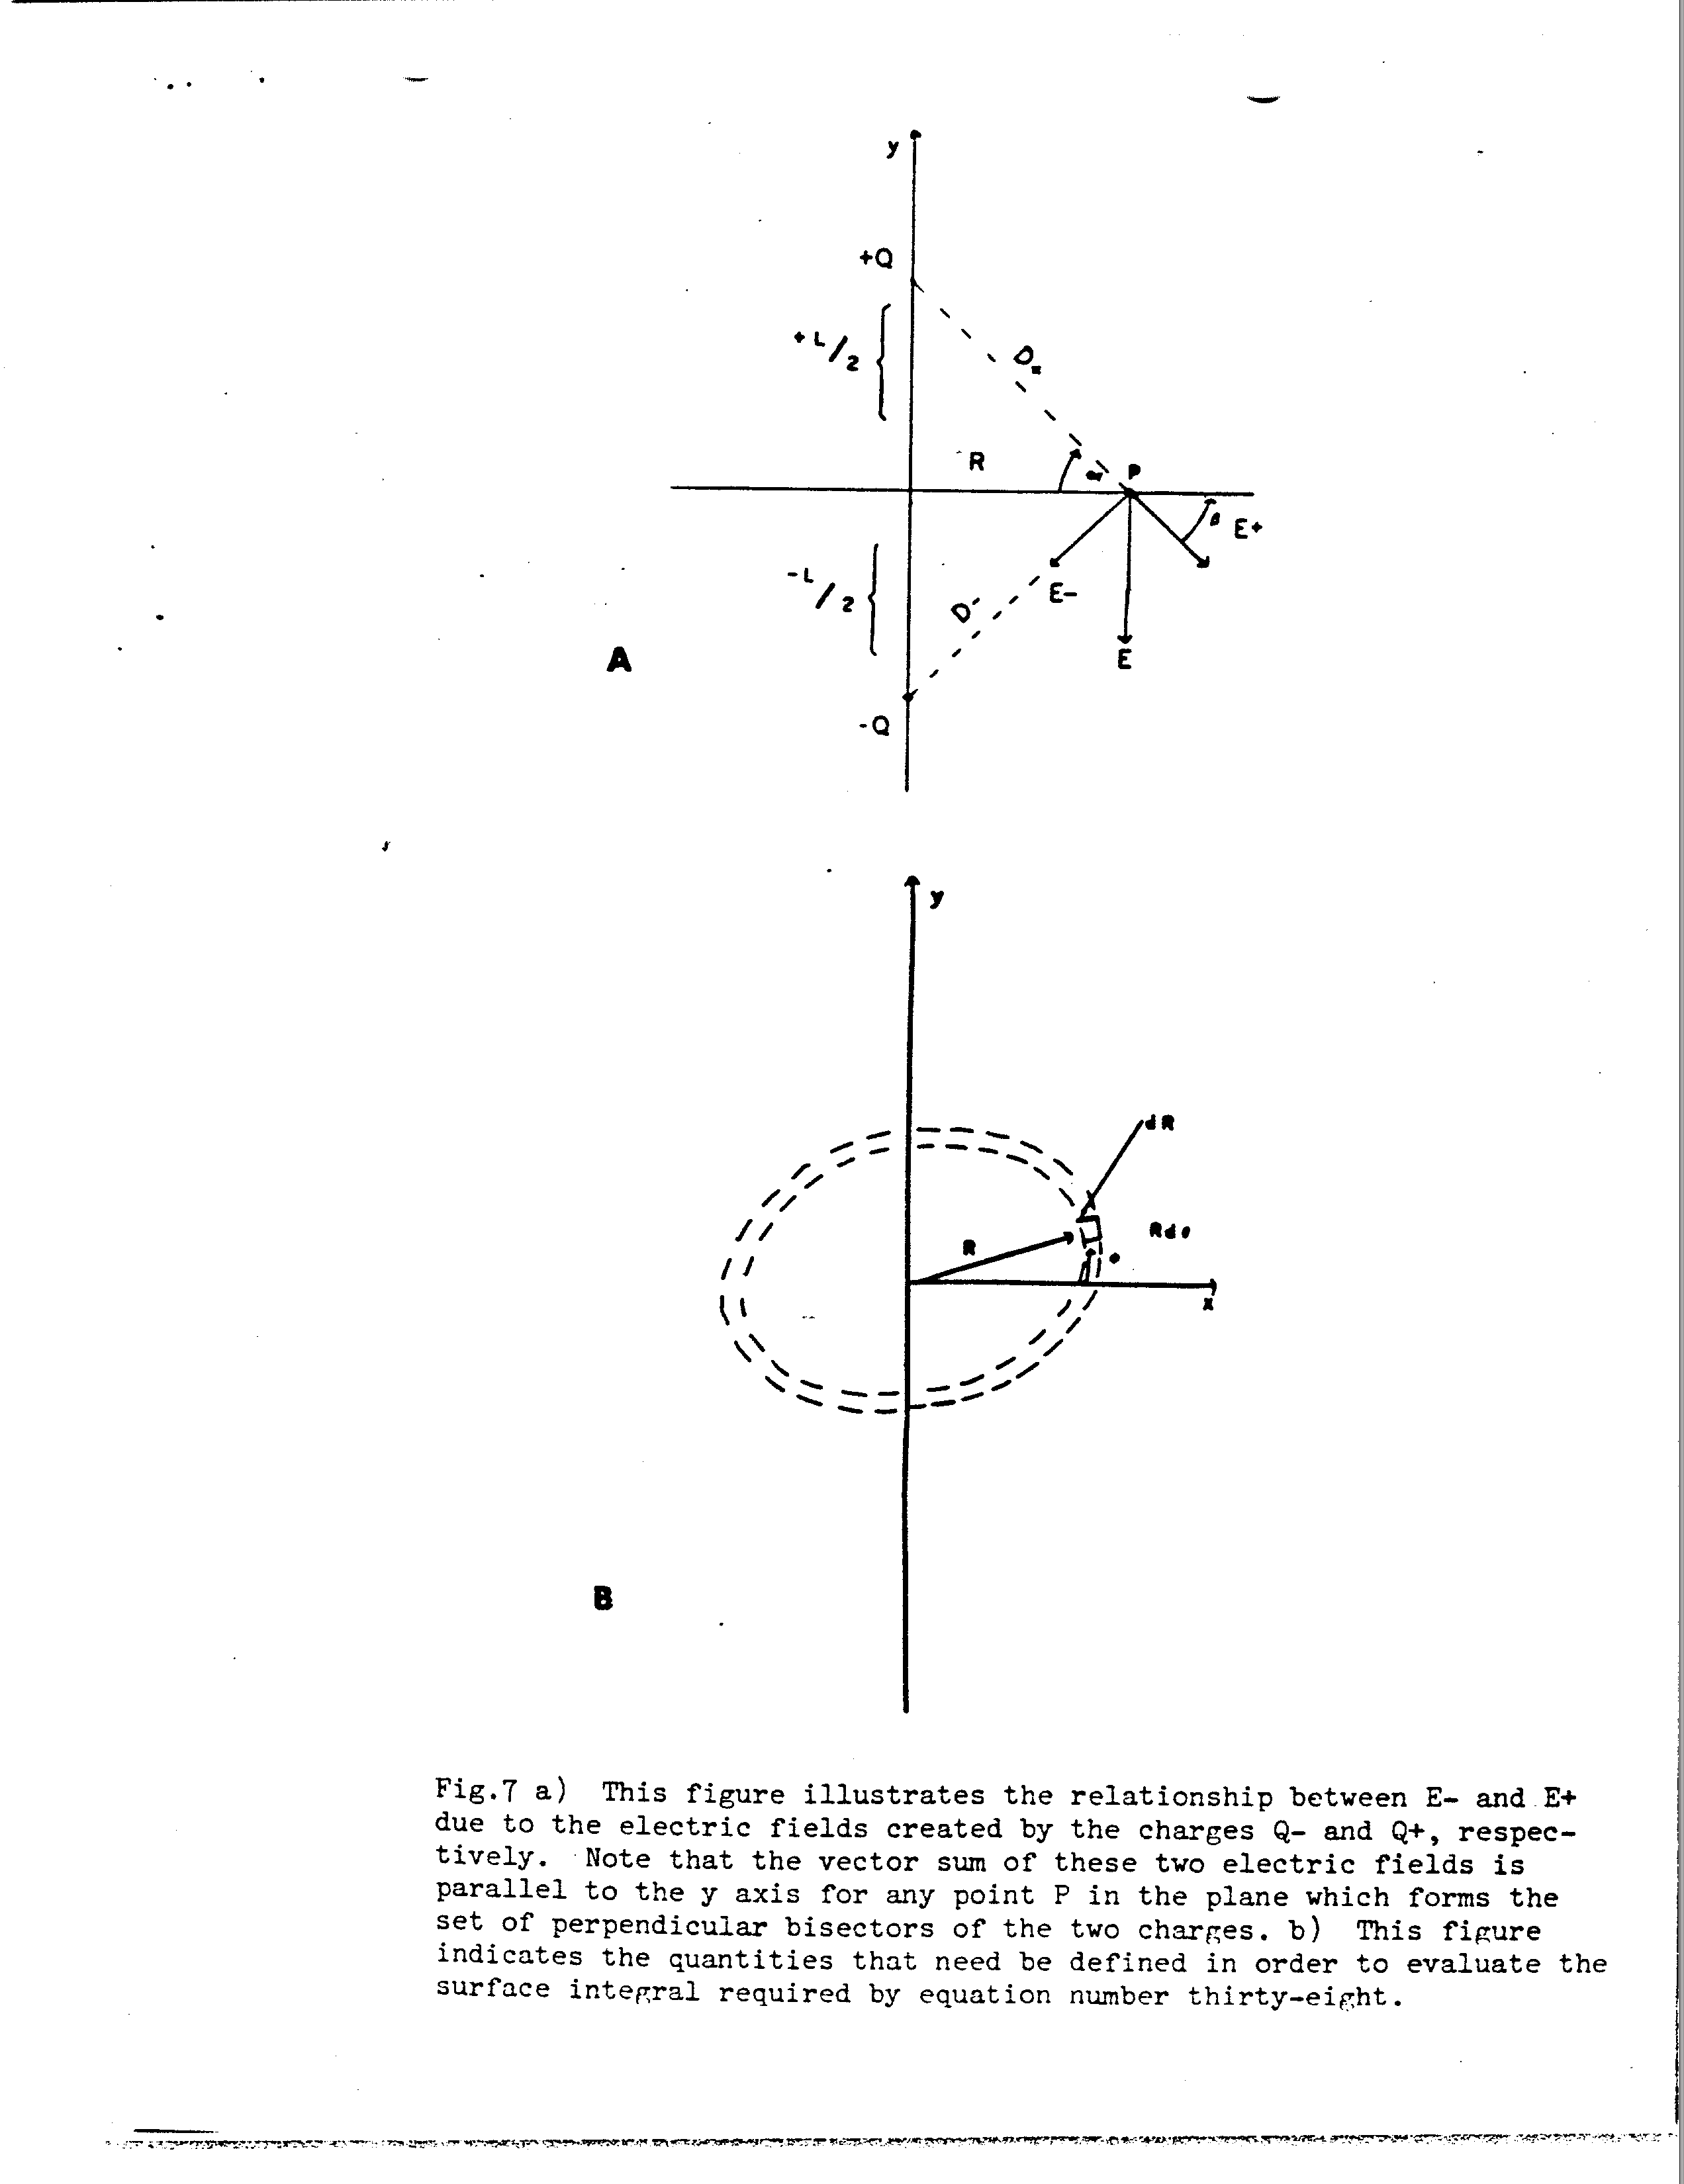 y
+Q
+L/2
D
R
α
P
β
E+
-L/2
E-
D'
E
A
-Q
y
dR
R
x
B
Fig.7 a) This figure illustrates the relationship between E- and E+
due to the electric fields created by the charges Q- and Q+, respec-
tively. Note that the vector sum of these two electric fields is
parallel to the y axis for any point P in the plane which forms the
set of perpendicular bisectors of the two charges. b) This figure
indicates the quantities that need be defined in order to evaluate the
surface integral required by equation number thirty-eight.